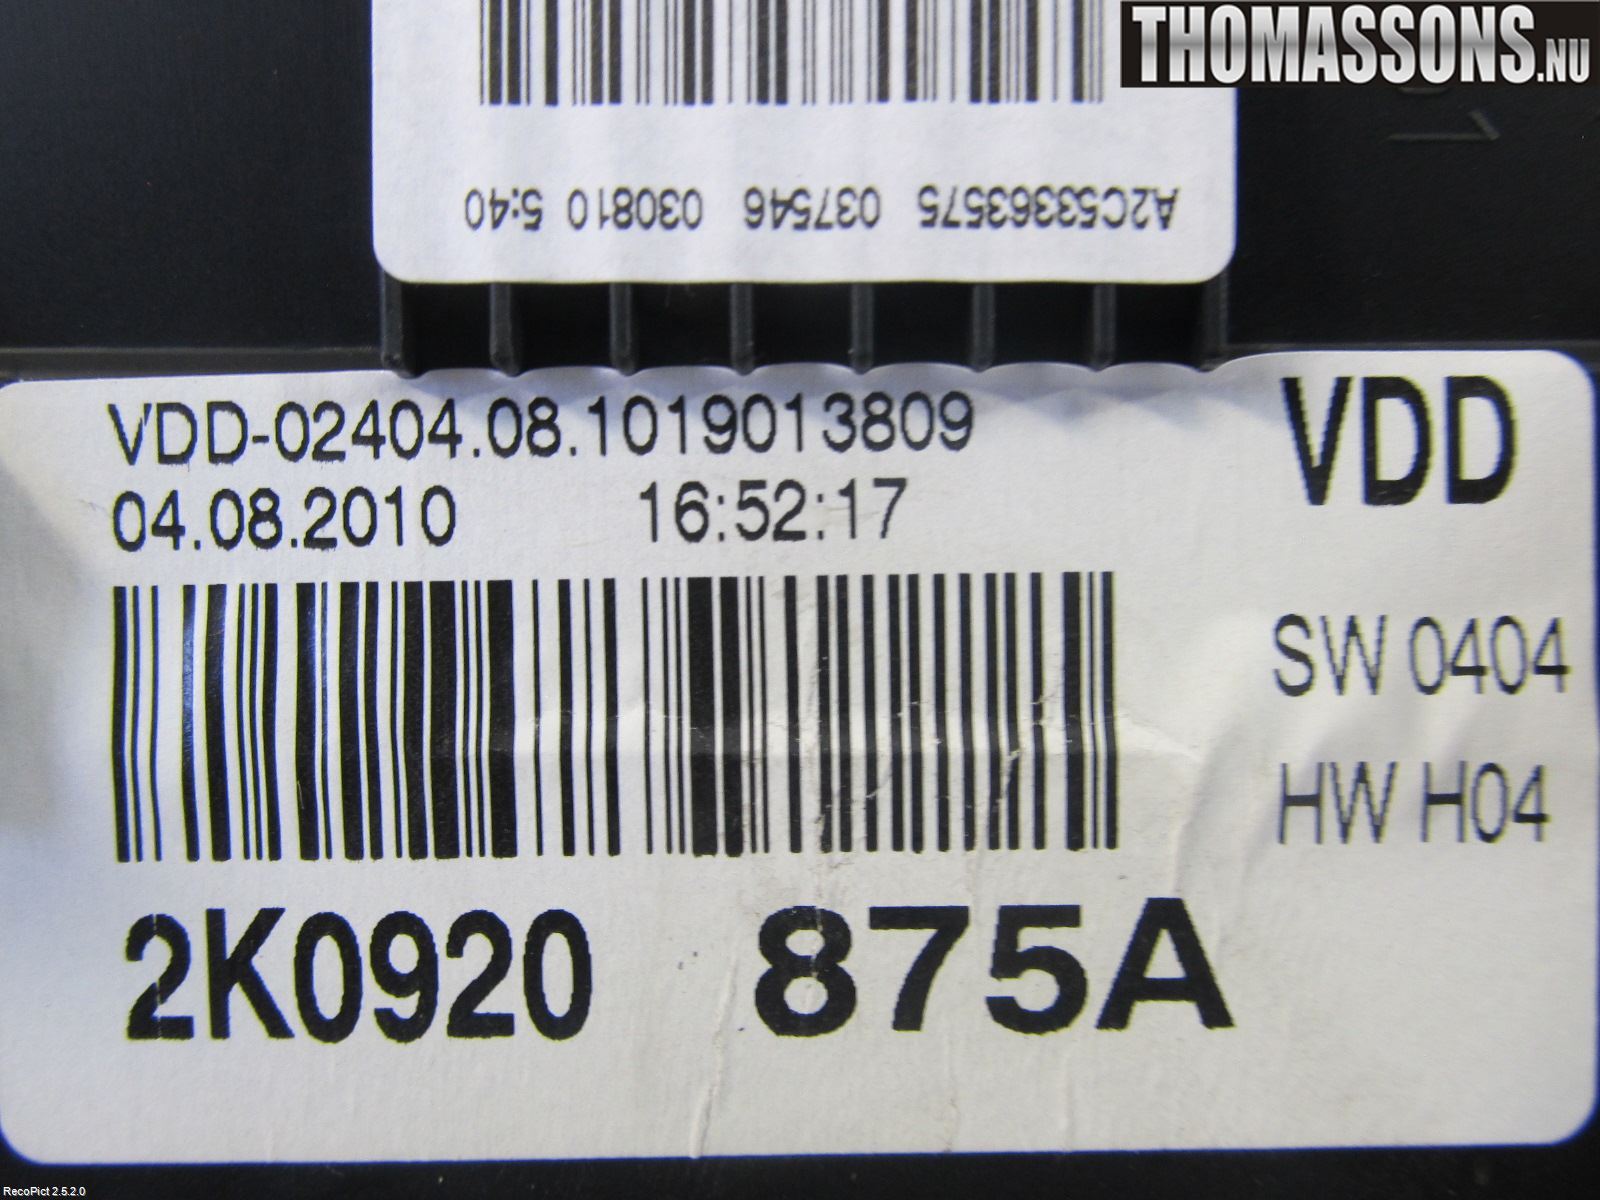 THOMASSONS.NU
A2C53363575 037546 030810 5:40
VDD-02404.08.1019013809
04.08.2010 16:52:17
VDD
SW 0404
HW H04
2K0920 875A
RecoPict 2.5.2.0